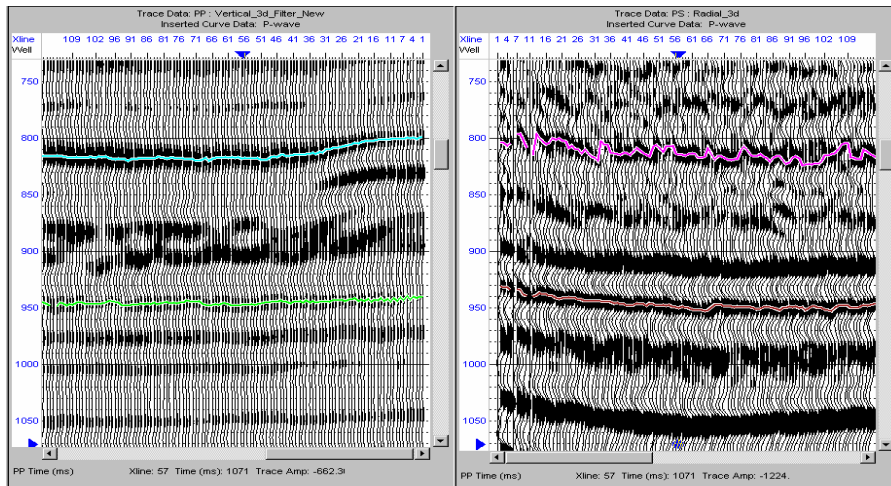 Trace Data: PP : Vertical_3d_Filter_New
Inserted Curve Data: P-wave
Xline 109 102 96 91 86 81 76 71 66 61 56 51 46 41 36 31 26 21 16 11 7 4 1
Well
750
800
850
900
950
1000
1050
PP Time (ms) Xline: 57 Time (ms): 1071 Trace Amp: -662.3
Trace Data: PS : Radial_3d
Inserted Curve Data: P-wave
Xline 1 4 7 11 16 21 26 31 36 41 46 51 56 61 66 71 76 81 86 91 96 102 109
Well
750
800
850
900
950
1000
1050
PP Time (ms) Xline: 57 Time (ms): 1071 Trace Amp: -1224.